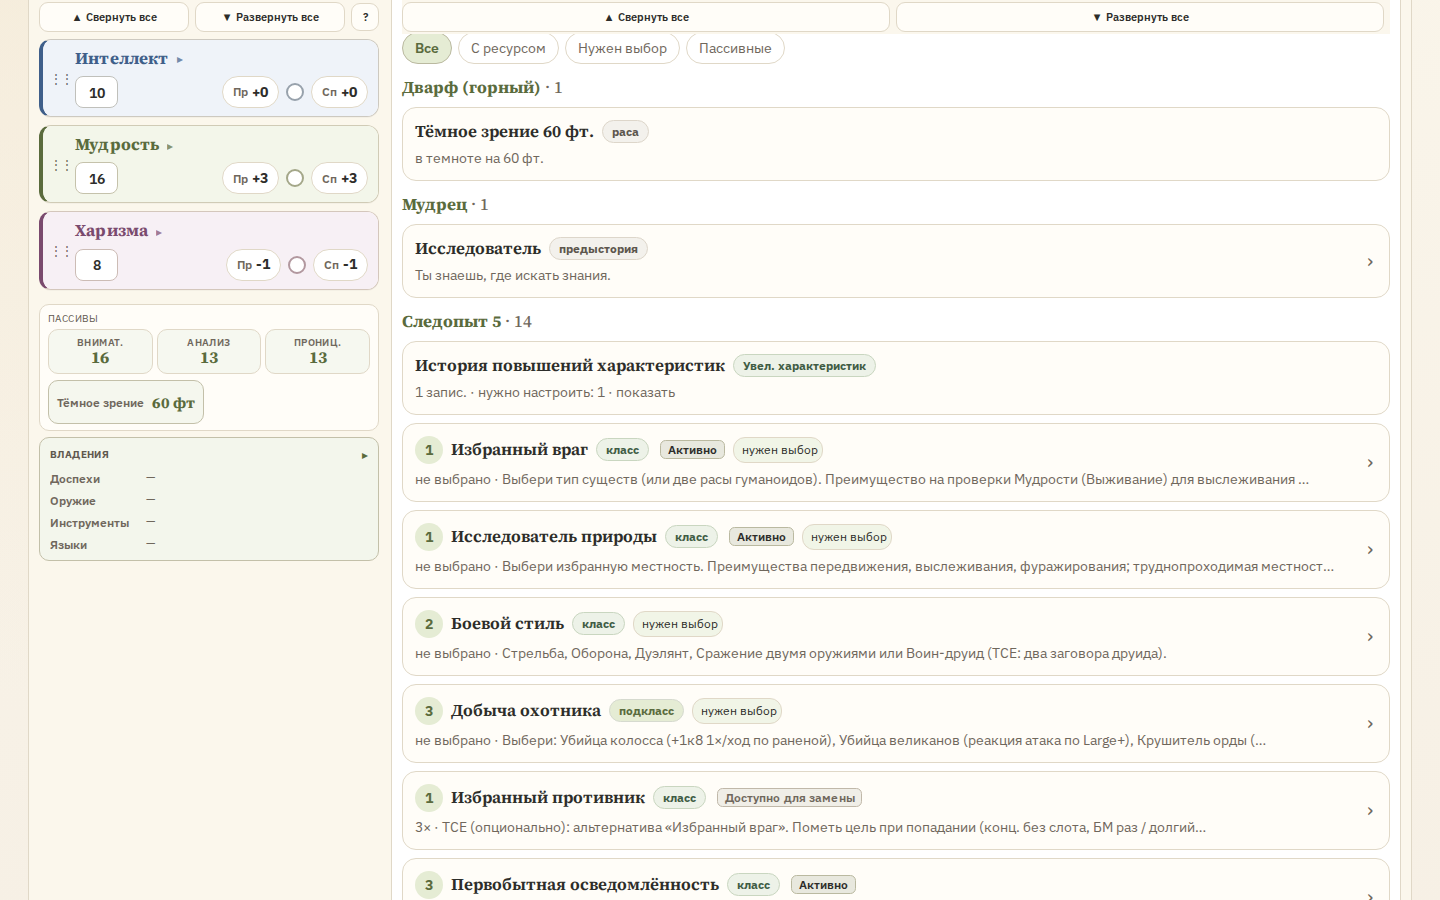 ▲ Свернуть все
▼ Развернуть все
?
Интеллект ▸
10
Пр +0
Сп +0
Мудрость ▸
16
Пр +3
Сп +3
Харизма ▸
8
Пр -1
Сп -1
ПАССИВЫ
ВНИМАТ.
16
АНАЛИЗ
13
ПРОНИЦ.
13
Тёмное зрение 60 фт
ВЛАДЕНИЯ ▸
Доспехи —
Оружие —
Инструменты —
Языки —
▲ Свернуть все
▼ Развернуть все
Все
С ресурсом
Нужен выбор
Пассивные
Дварф (горный) · 1
Тёмное зрение 60 фт. раса
в темноте на 60 фт.
Мудрец · 1
Исследователь предыстория
Ты знаешь, где искать знания.
Следопыт 5 · 14
История повышений характеристик Увел. характеристик
1 запис. · нужно настроить: 1 · показать
1 Избранный враг класс Активно нужен выбор
не выбрано · Выбери тип существ (или две расы гуманоидов). Преимущество на проверки Мудрости (Выживание) для выслеживания ...
1 Исследователь природы класс Активно нужен выбор
не выбрано · Выбери избранную местность. Преимущества передвижения, выслеживания, фуражирования; труднопроходимая местност...
2 Боевой стиль класс нужен выбор
не выбрано · Стрельба, Оборона, Дуэлянт, Сражение двумя оружиями или Воин-друид (TCE: два заговора друида).
3 Добыча охотника подкласс нужен выбор
не выбрано · Выбери: Убийца колосса (+1к8 1×/ход по раненой), Убийца великанов (реакция атака по Large+), Крушитель орды (...
1 Избранный противник класс Доступно для замены
3× · TCE (опционально): альтернатива «Избранный враг». Пометь цель при попадании (конц. без слота, БМ раз / долгий...
3 Первобытная осведомлённость класс Активно